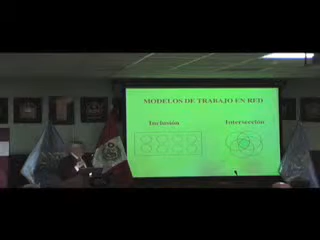 MODELOS DE TRABAJO EN RED
Inclusión
Intersección